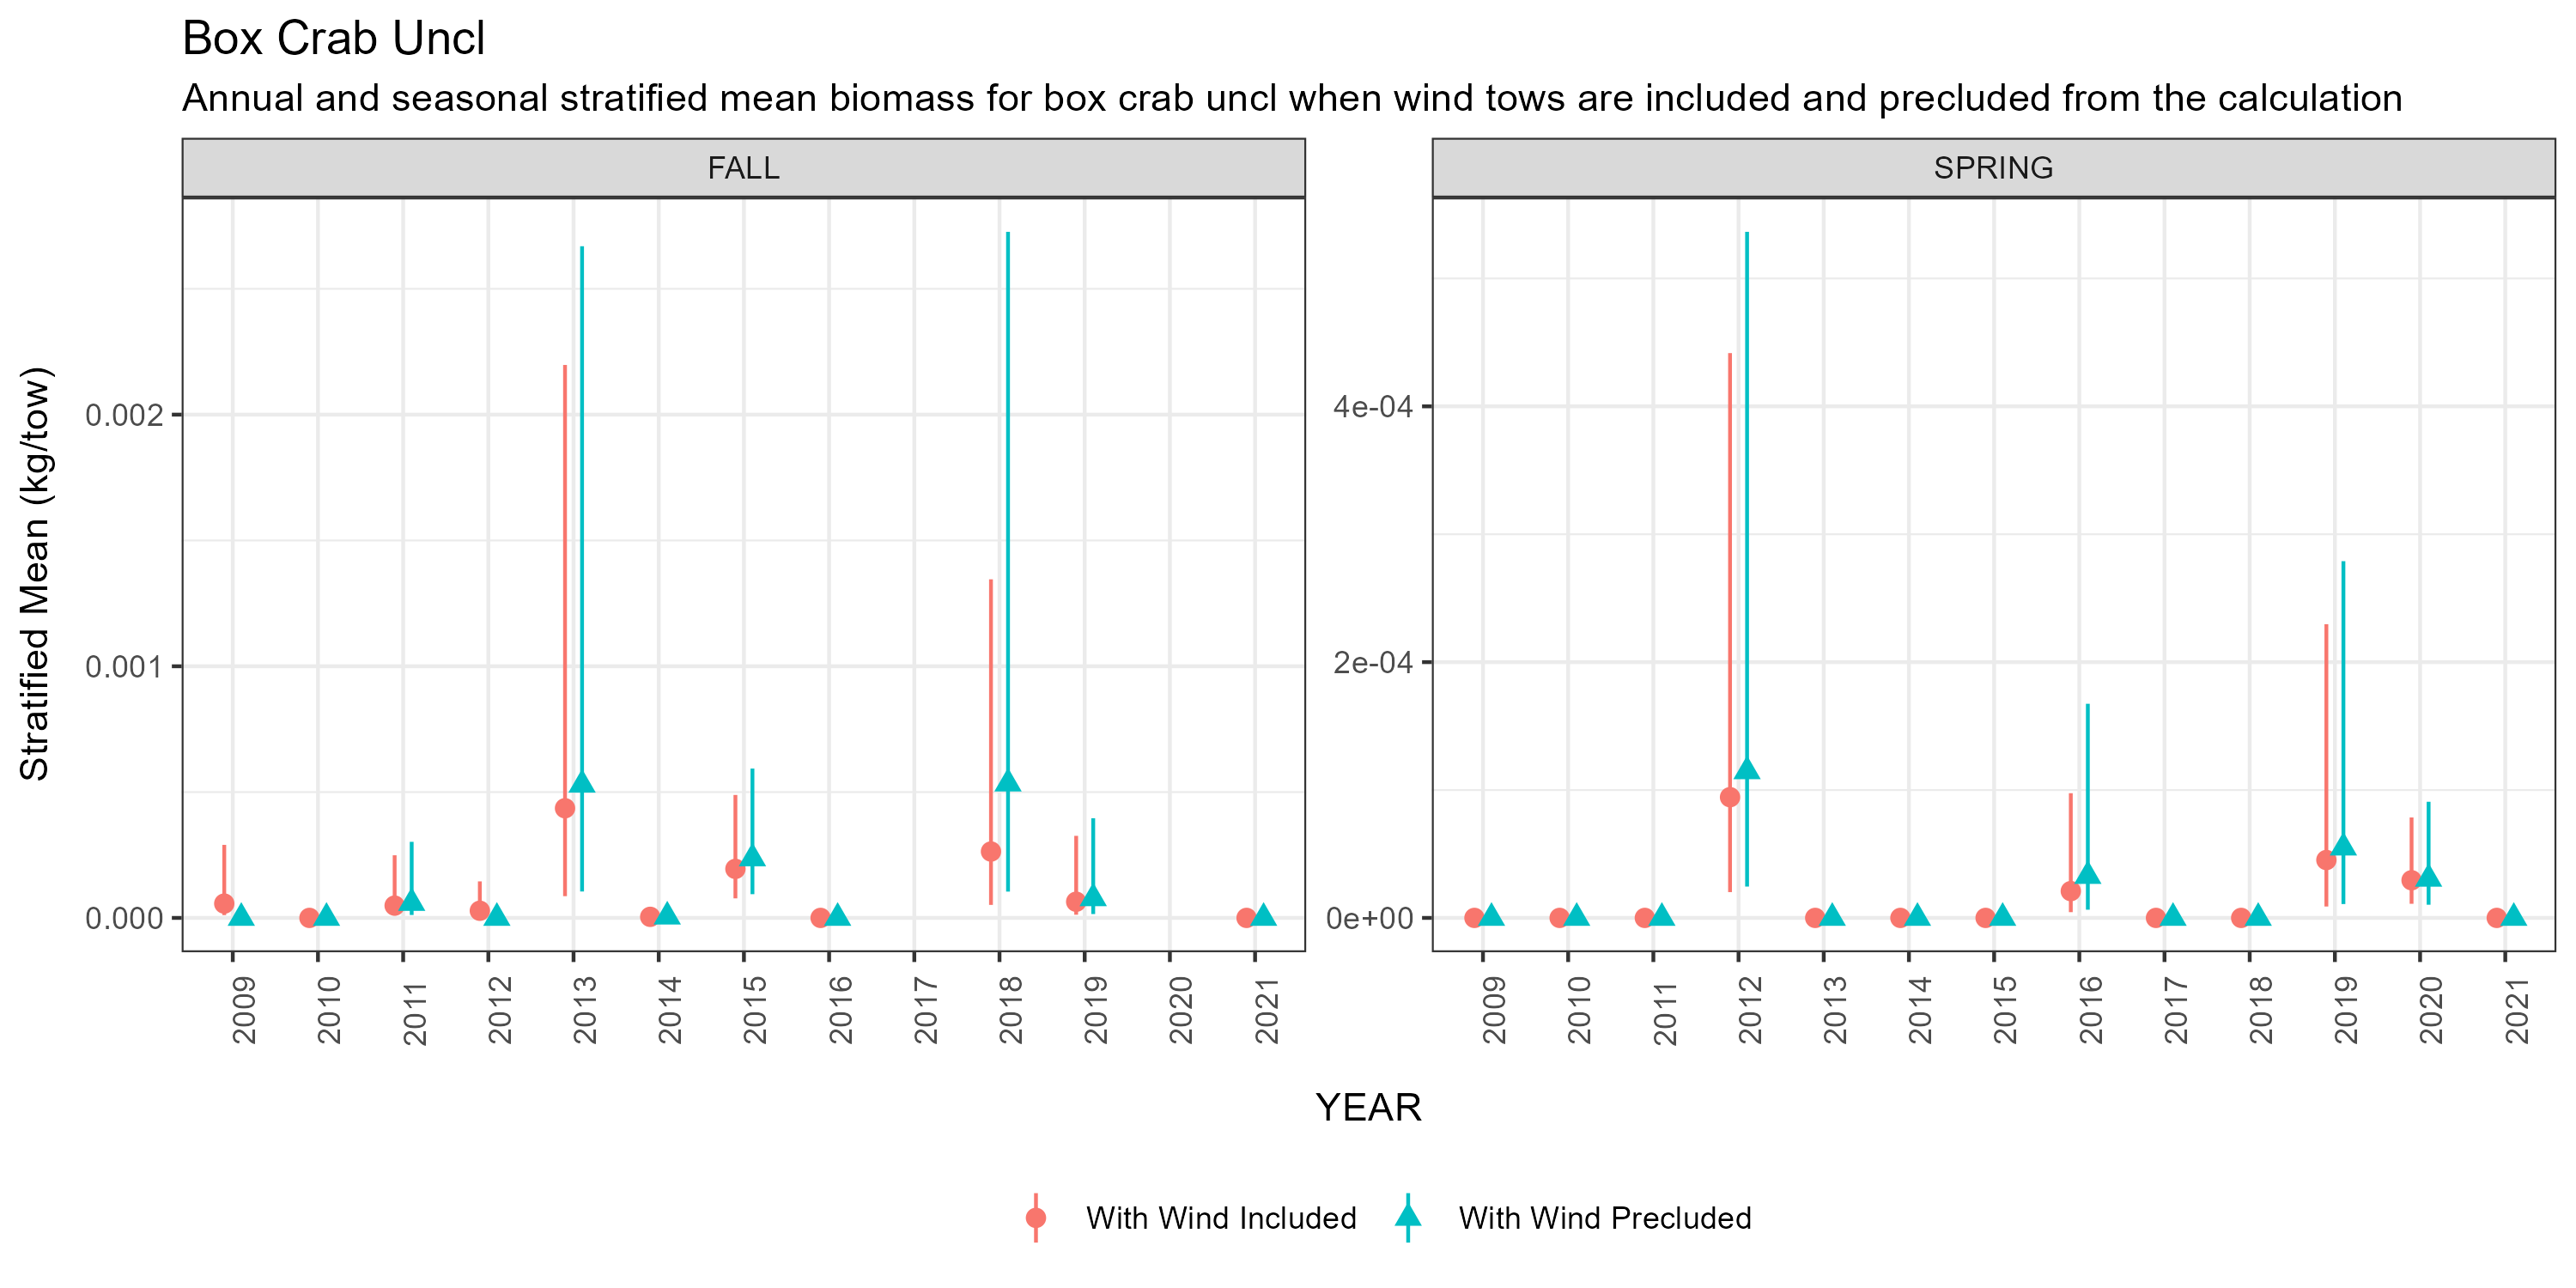 Box Crab Uncl
Annual and seasonal stratified mean biomass for box crab uncl when wind tows are included and precluded from the calculation
FALL
SPRING
Stratified Mean (kg/tow)
0.002
0.001
0.000
4e-04
2e-04
0e+00
2009 2010 2011 2012 2013 2014 2015 2016 2017 2018 2019 2020 2021
2009 2010 2011 2012 2013 2014 2015 2016 2017 2018 2019 2020 2021
YEAR
With Wind Included
With Wind Precluded